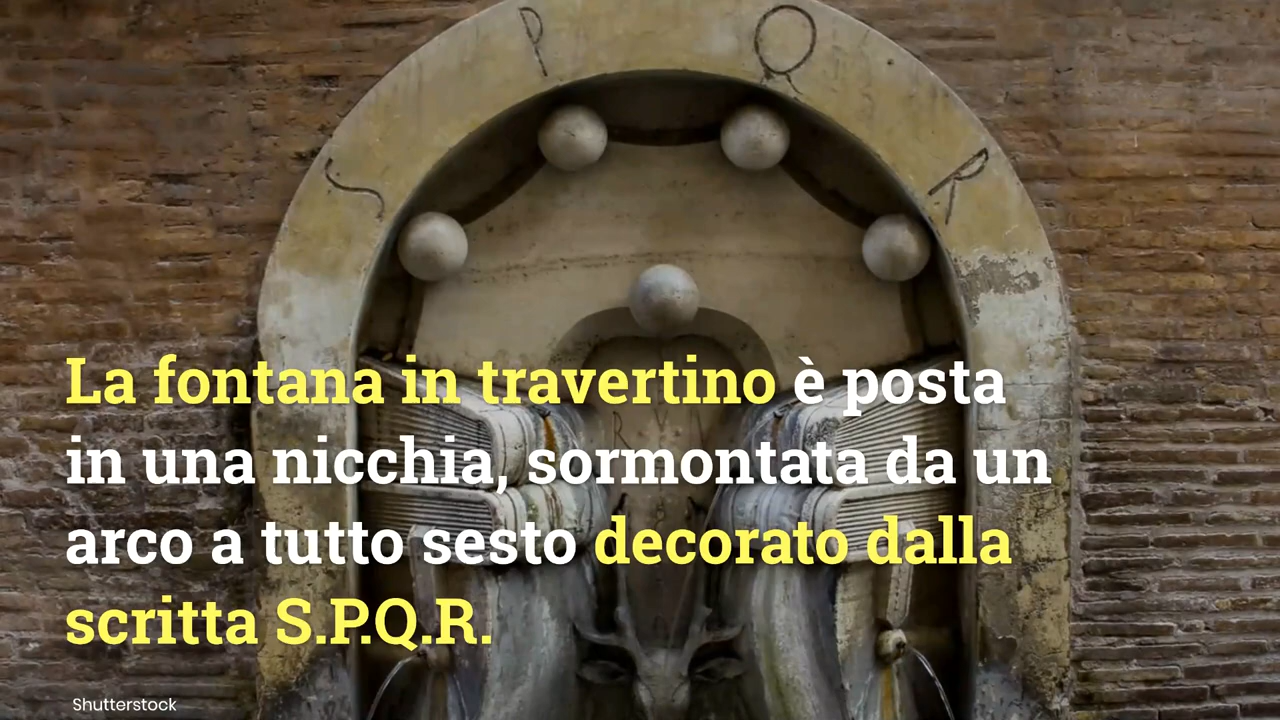 P Q
S R
La fontana in travertino è posta
in una nicchia, sormontata da un
arco a tutto sesto decorato dalla
scritta S.P.Q.R.
Shutterstock